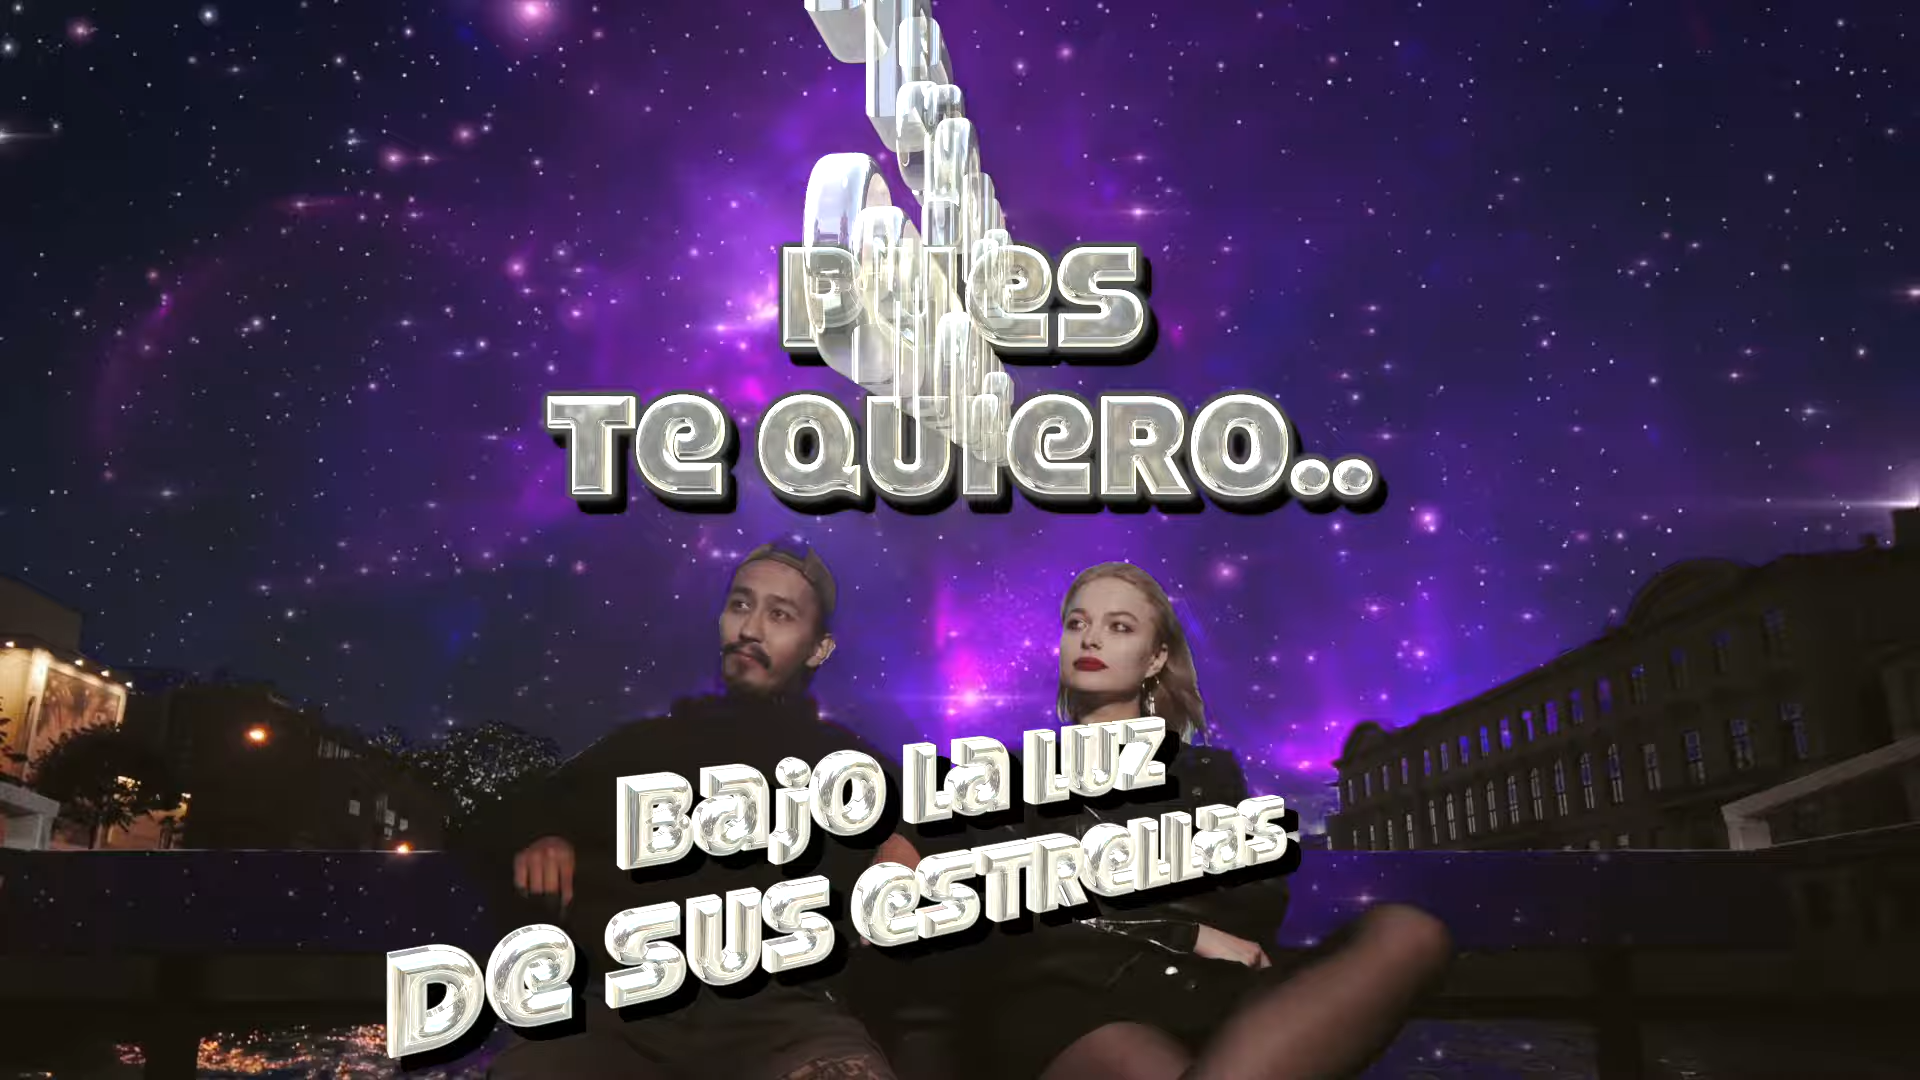 PUES
TE QUIERO..
BAJO LA LUZ
DE SUS ESTRELLAS